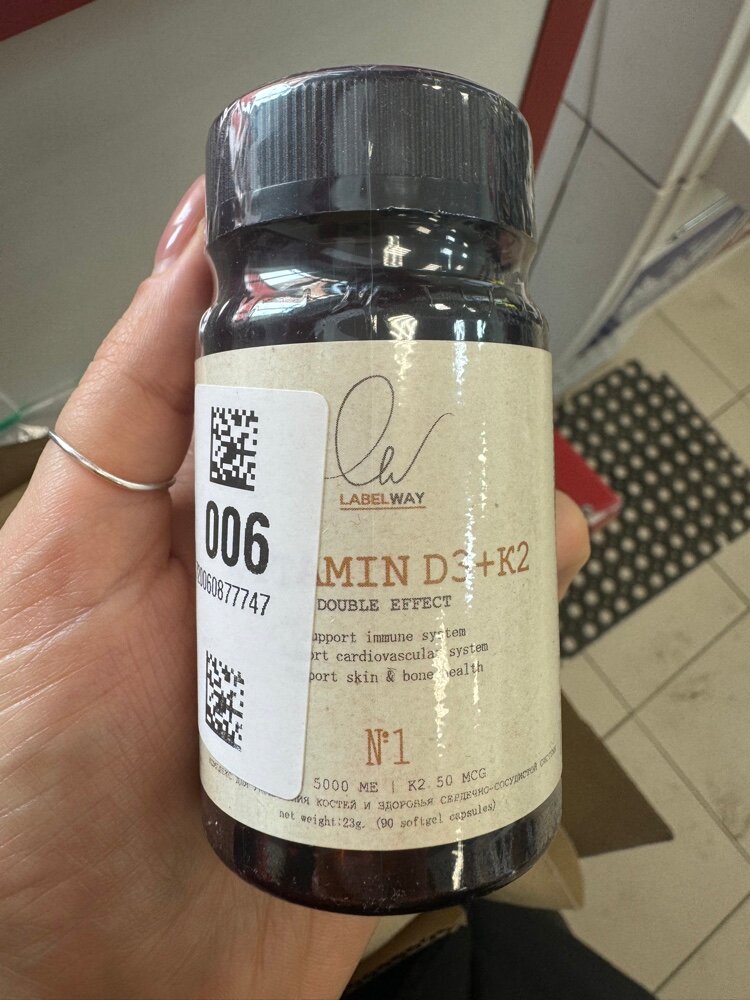 LABELWAY
006
20060877747
AMIN D3+K2
DOUBLE EFFECT
upport immune system
ort cardiovascular system
port skin & bone health
№1
5000 ME | K2 50 MCG
КОСТЕЙ И ЗДОРОВЬЯ СЕРДЕЧНО-СОСУДИСТОЙ СИСТЕМЫ
net weight:23g. (90 softgel capsules)